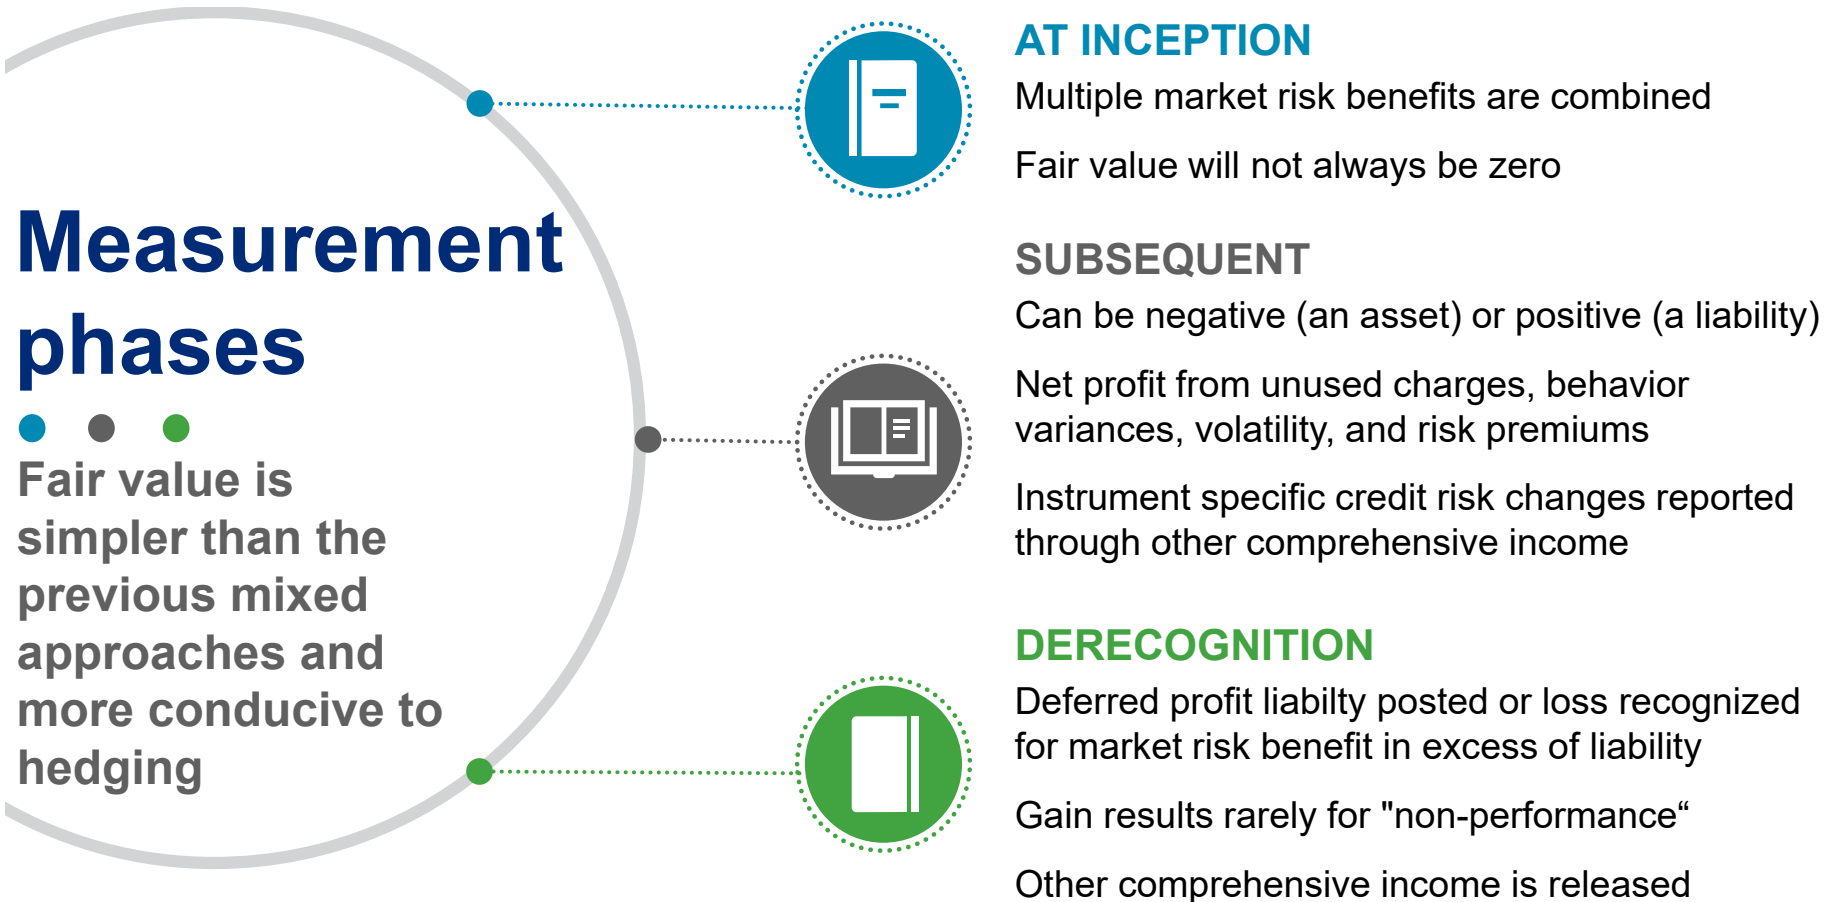 Measurement
phases
Fair value is
simpler than the
previous mixed
approaches and
more conducive to
hedging
AT INCEPTION
Multiple market risk benefits are combined
Fair value will not always be zero
SUBSEQUENT
Can be negative (an asset) or positive (a liability)
Net profit from unused charges, behavior
variances, volatility, and risk premiums
Instrument specific credit risk changes reported
through other comprehensive income
DERECOGNITION
Deferred profit liabilty posted or loss recognized
for market risk benefit in excess of liability
Gain results rarely for "non-performance“
Other comprehensive income is released